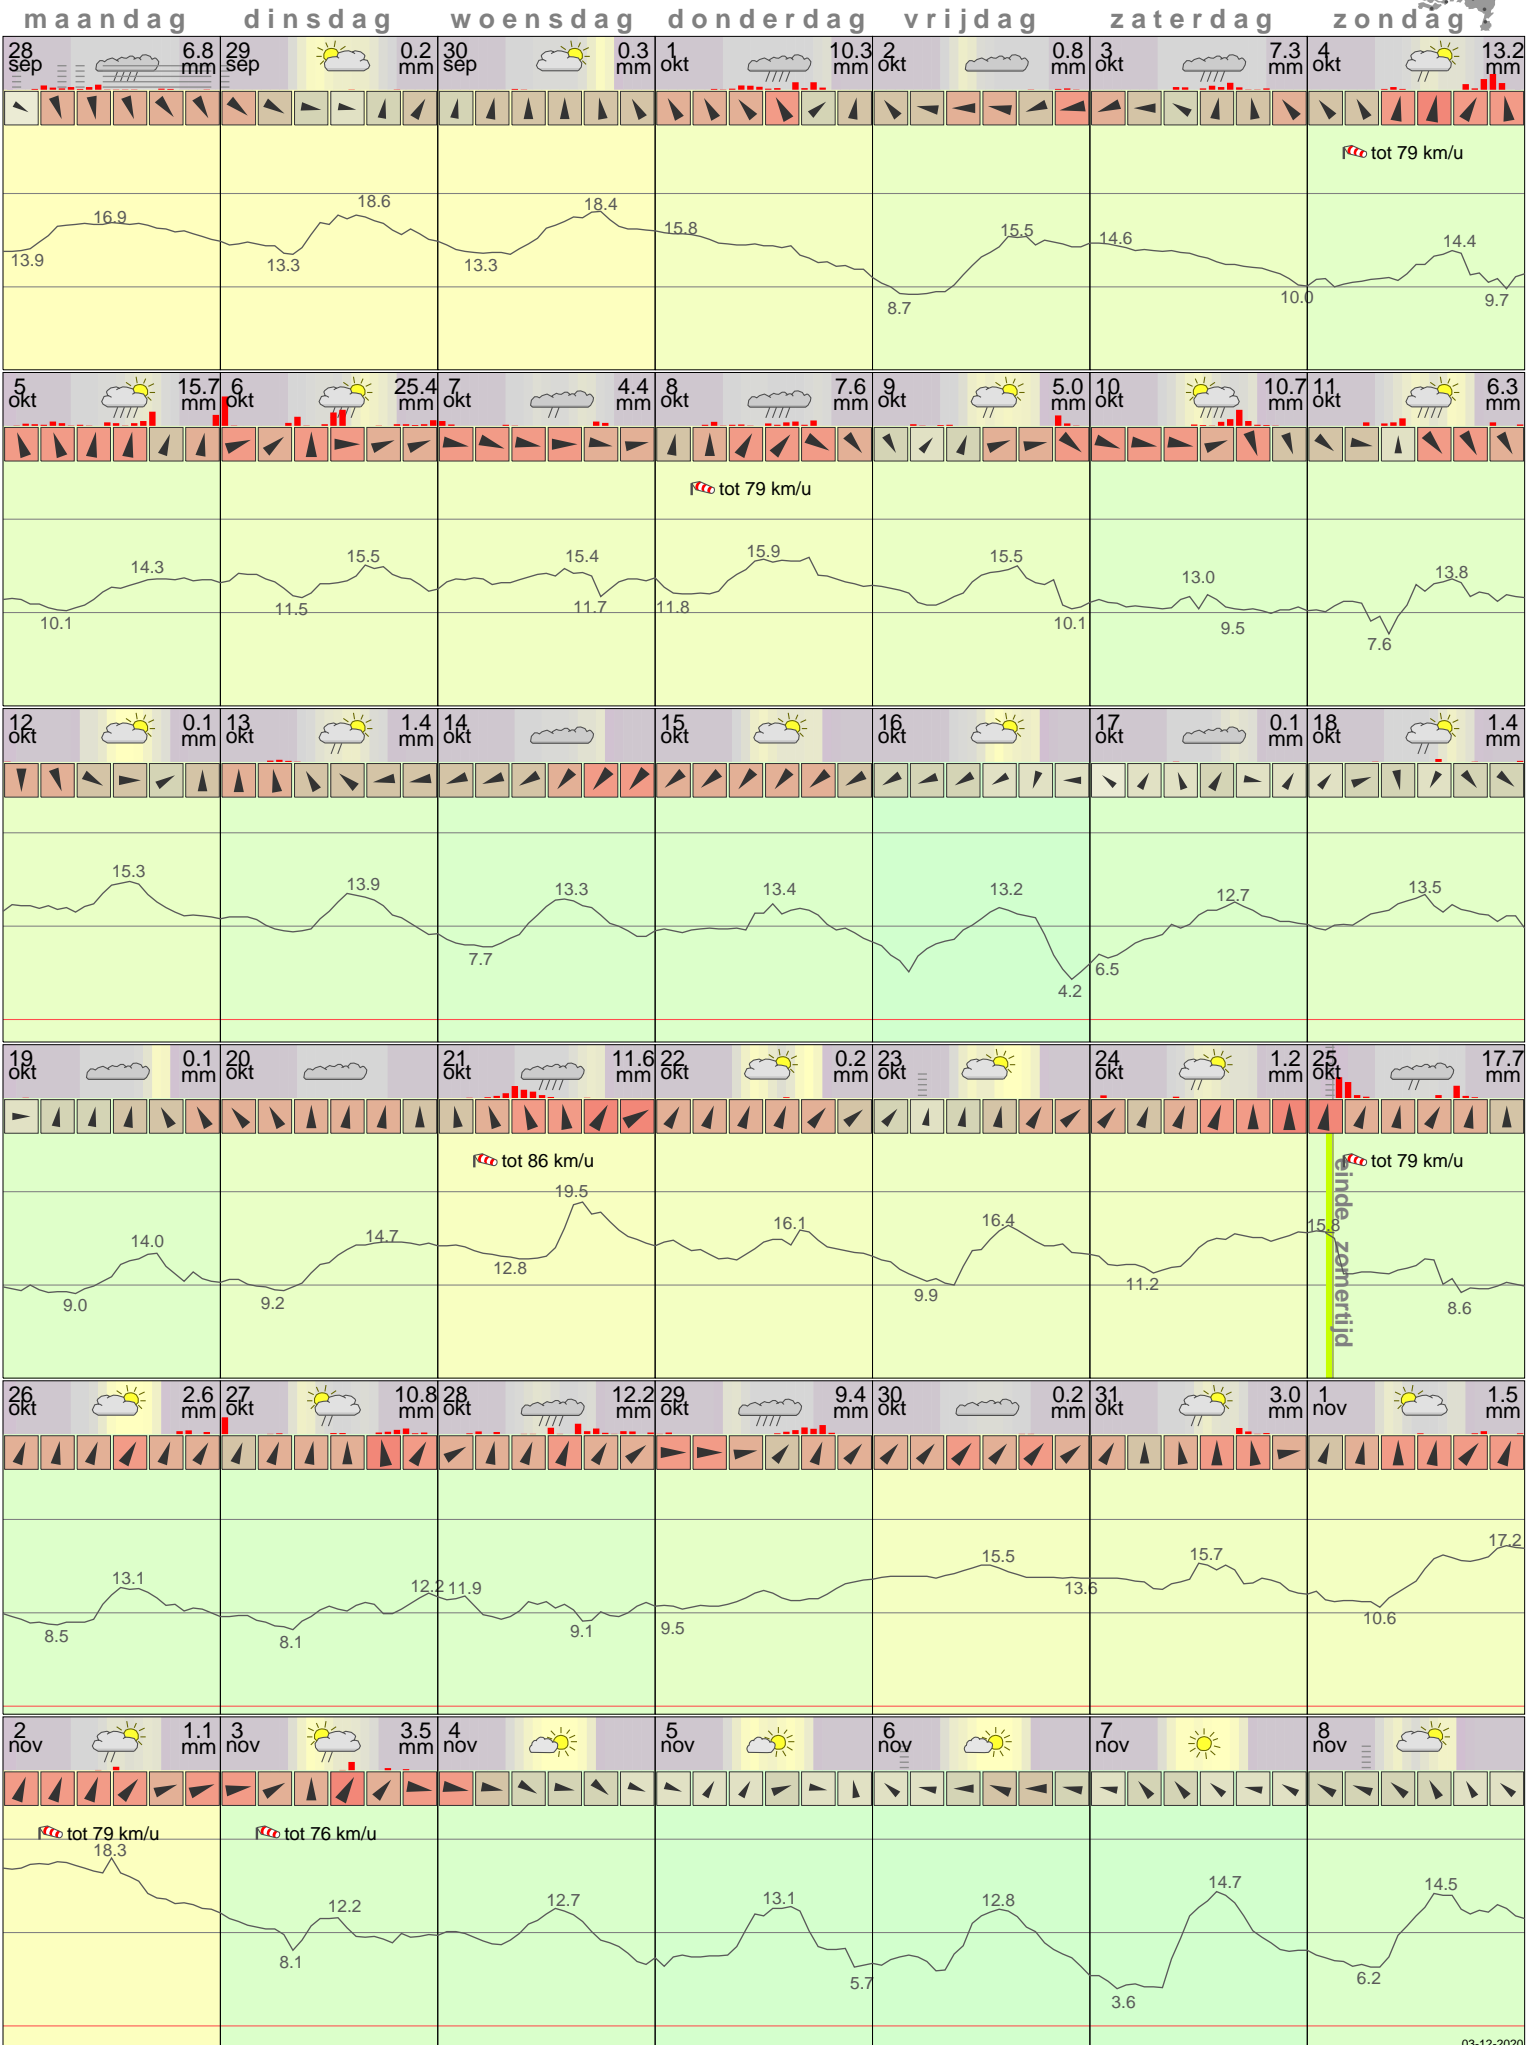 maandag dinsdag woensdag donderdag vrijdag zaterdag zondag
28 sep 6.8 mm 29 sep 0.2 mm 30 sep 0.3 mm 1 okt 10.3 mm 2 okt 0.8 mm 3 okt 7.3 mm 4 okt 13.2 mm
tot 79 km/u
13.9 16.9 13.3 18.6 13.3 18.4 15.8 8.7 15.5 14.6 10.0 14.4 9.7
5 okt 15.7 mm 6 okt 25.4 mm 7 okt 4.4 mm 8 okt 7.6 mm 9 okt 5.0 mm 10 okt 10.7 mm 11 okt 6.3 mm
tot 79 km/u
10.1 14.3 11.5 15.5 15.4 11.7 11.8 15.9 15.5 10.1 13.0 9.5 7.6 13.8
12 okt 0.1 mm 13 okt 1.4 mm 14 okt 15 okt 16 okt 17 okt 0.1 mm 18 okt 1.4 mm
15.3 13.9 7.7 13.3 13.4 13.2 4.2 6.5 12.7 13.5
19 okt 0.1 mm 20 okt 21 okt 11.6 mm 22 okt 0.2 mm 23 okt 24 okt 1.2 mm 25 okt 17.7 mm
tot 86 km/u tot 79 km/u
einde zomertijd
9.0 14.0 9.2 14.7 12.8 19.5 16.1 9.9 16.4 11.2 15.8 8.6
26 okt 2.6 mm 27 okt 10.8 mm 28 okt 12.2 mm 29 okt 9.4 mm 30 okt 0.2 mm 31 okt 3.0 mm 1 nov 1.5 mm
8.5 13.1 8.1 12.2 11.9 9.1 9.5 15.5 13.6 15.7 10.6 17.2
2 nov 1.1 mm 3 nov 3.5 mm 4 nov 5 nov 6 nov 7 nov 8 nov
tot 79 km/u tot 76 km/u
18.3 8.1 12.2 12.7 13.1 5.7 12.8 3.6 14.7 6.2 14.5
03-12-2020